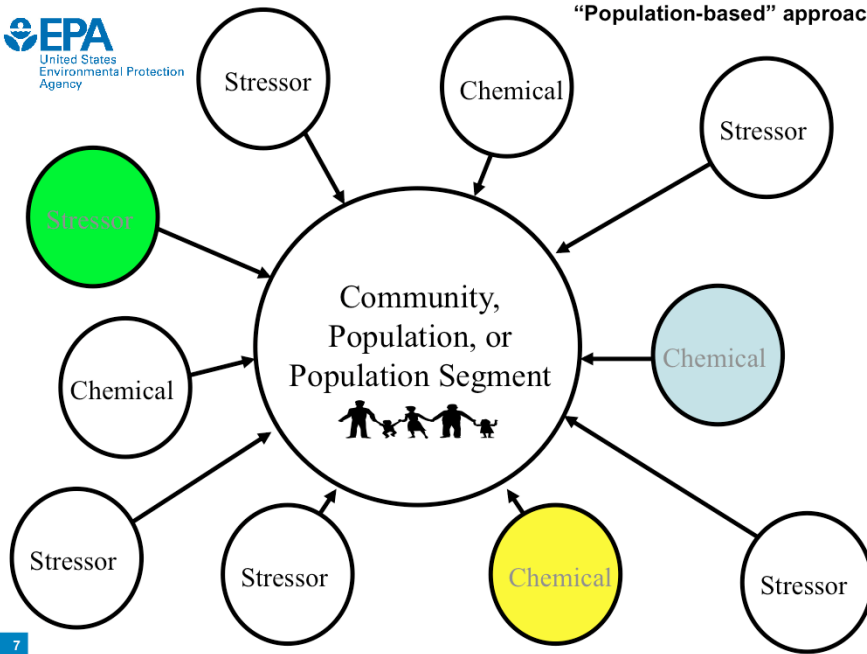 “Population-based” approac
EPA
United States
Environmental Protection
Agency
Stressor
Chemical
Stressor
Stressor
Community,
Population, or
Population Segment
Chemical
Chemical
Stressor
Stressor
Chemical
Stressor
7